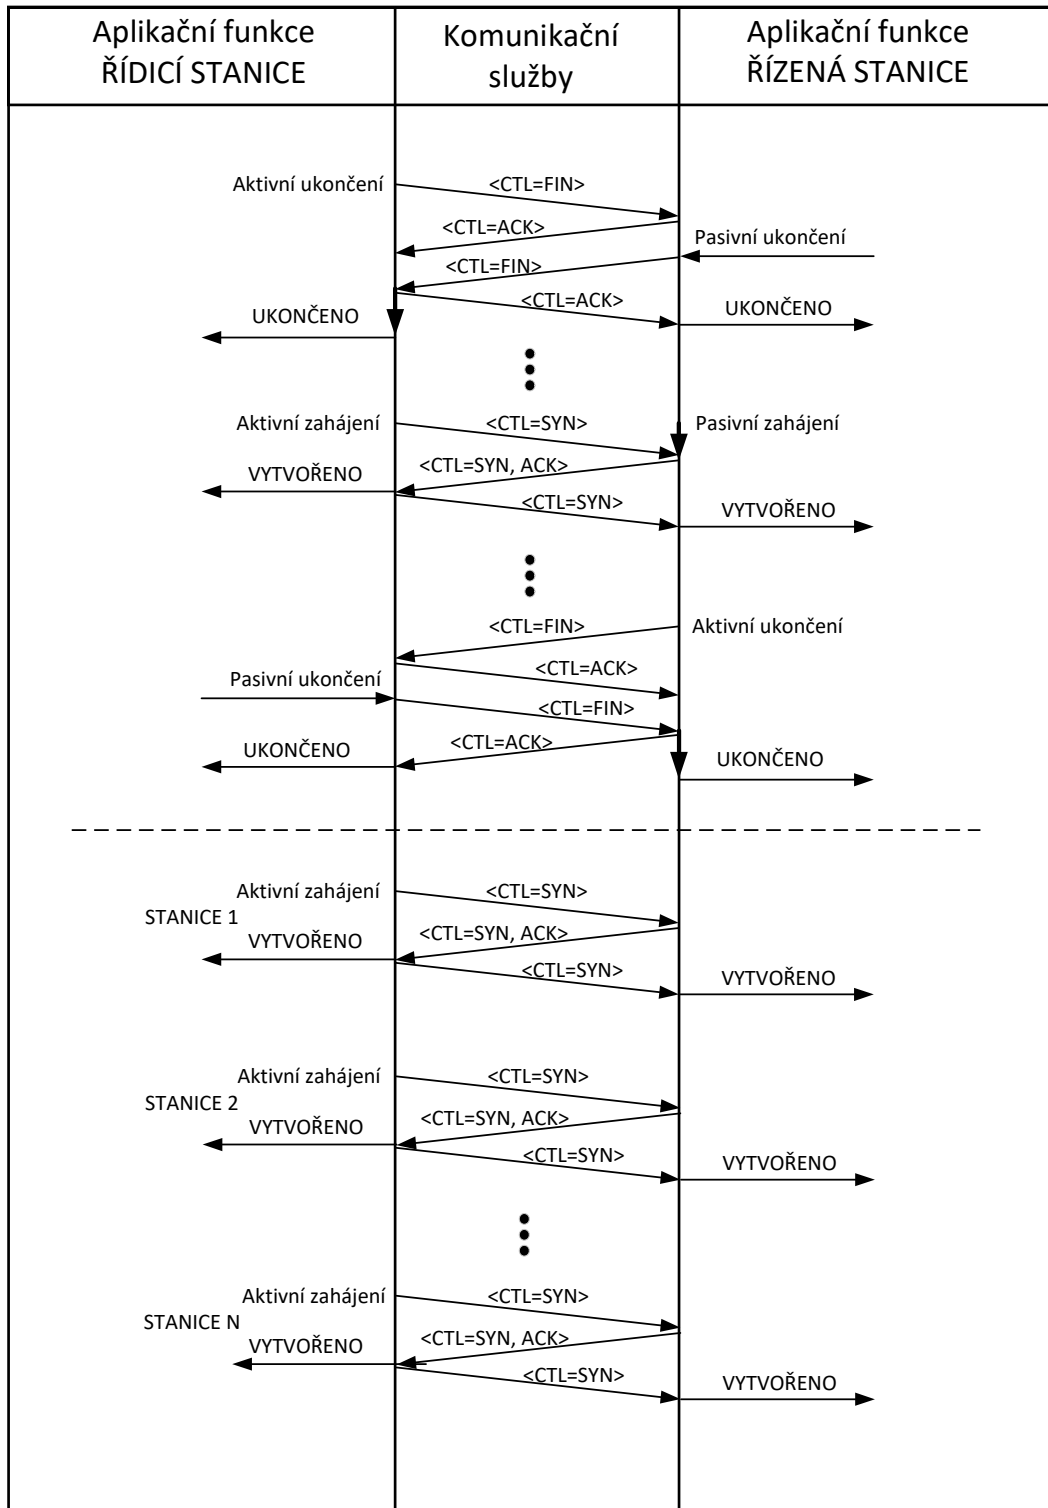 Aplikační funkce
ŘÍDICÍ STANICE
Komunikační
služby
Aplikační funkce
ŘÍZENÁ STANICE
Aktivní ukončení
<CTL=FIN>
<CTL=ACK>
Pasivní ukončení
<CTL=FIN>
<CTL=ACK>
UKONČENO
UKONČENO
Aktivní zahájení
<CTL=SYN>
Pasivní zahájení
<CTL=SYN, ACK>
VYTVOŘENO
<CTL=SYN>
VYTVOŘENO
<CTL=FIN>
Aktivní ukončení
<CTL=ACK>
Pasivní ukončení
<CTL=FIN>
<CTL=ACK>
UKONČENO
UKONČENO
Aktivní zahájení
<CTL=SYN>
STANICE 1
<CTL=SYN, ACK>
VYTVOŘENO
<CTL=SYN>
VYTVOŘENO
Aktivní zahájení
<CTL=SYN>
STANICE 2
<CTL=SYN, ACK>
VYTVOŘENO
<CTL=SYN>
VYTVOŘENO
Aktivní zahájení
<CTL=SYN>
STANICE N
<CTL=SYN, ACK>
VYTVOŘENO
<CTL=SYN>
VYTVOŘENO